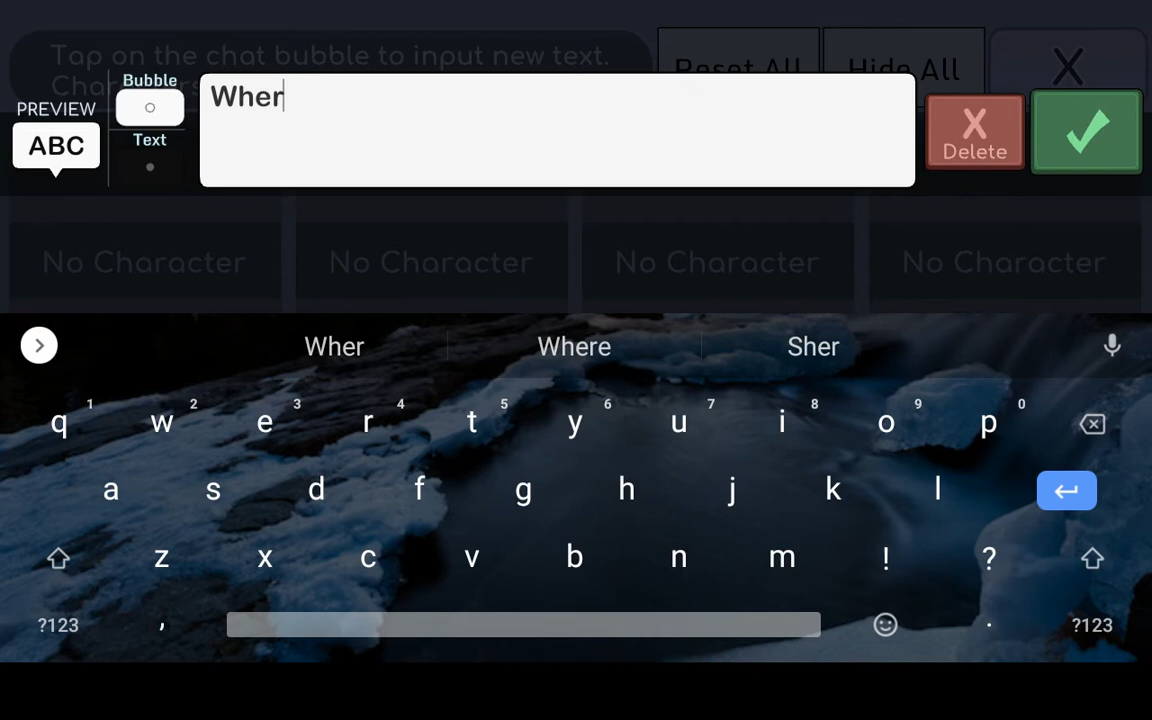 Tap on the chat bubble to input new text.
Reset All
Hide All
X
Bubble
PREVIEW
ABC
Text
Wher
X
Delete
No Character
No Character
No Character
No Character
Wher
Where
Sher
1 2 3 4 5 6 7 8 9 0
q w e r t y u i o p
a s d f g h j k l
z x c v b n m ! ?
?123 , . ?123